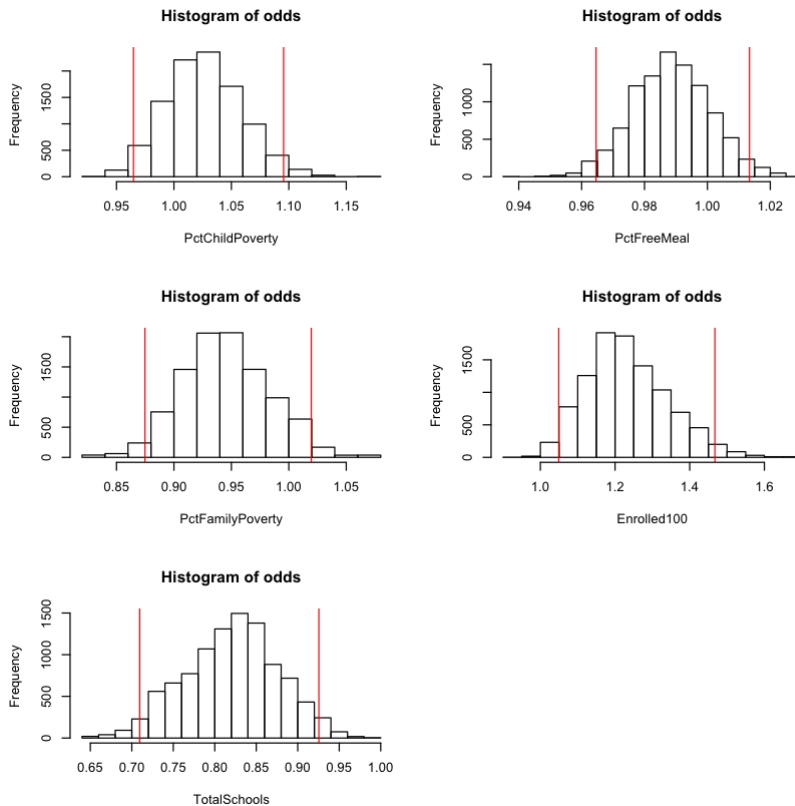 Histogram of odds
Frequency
0 500 1500
0.95 1.00 1.05 1.10 1.15
PctChildPoverty
Histogram of odds
Frequency
0 500 1000
0.94 0.96 0.98 1.00 1.02
PctFreeMeal
Histogram of odds
Frequency
0 500 1500
0.85 0.90 0.95 1.00 1.05
PctFamilyPoverty
Histogram of odds
Frequency
0 500 1500
1.0 1.2 1.4 1.6
Enrolled100
Histogram of odds
Frequency
0 500 1000 1500
0.65 0.70 0.75 0.80 0.85 0.90 0.95 1.00
TotalSchools